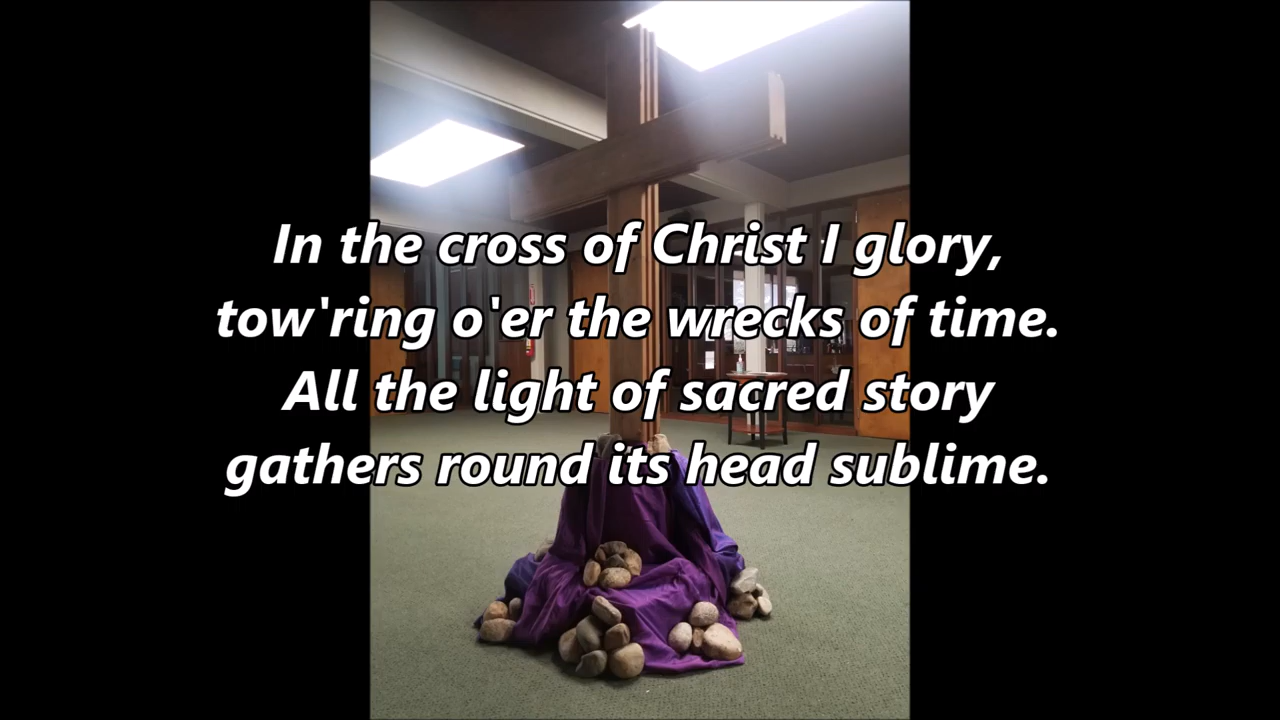 In the cross of Christ I glory,
tow'ring o'er the wrecks of time.
All the light of sacred story
gathers round its head sublime.